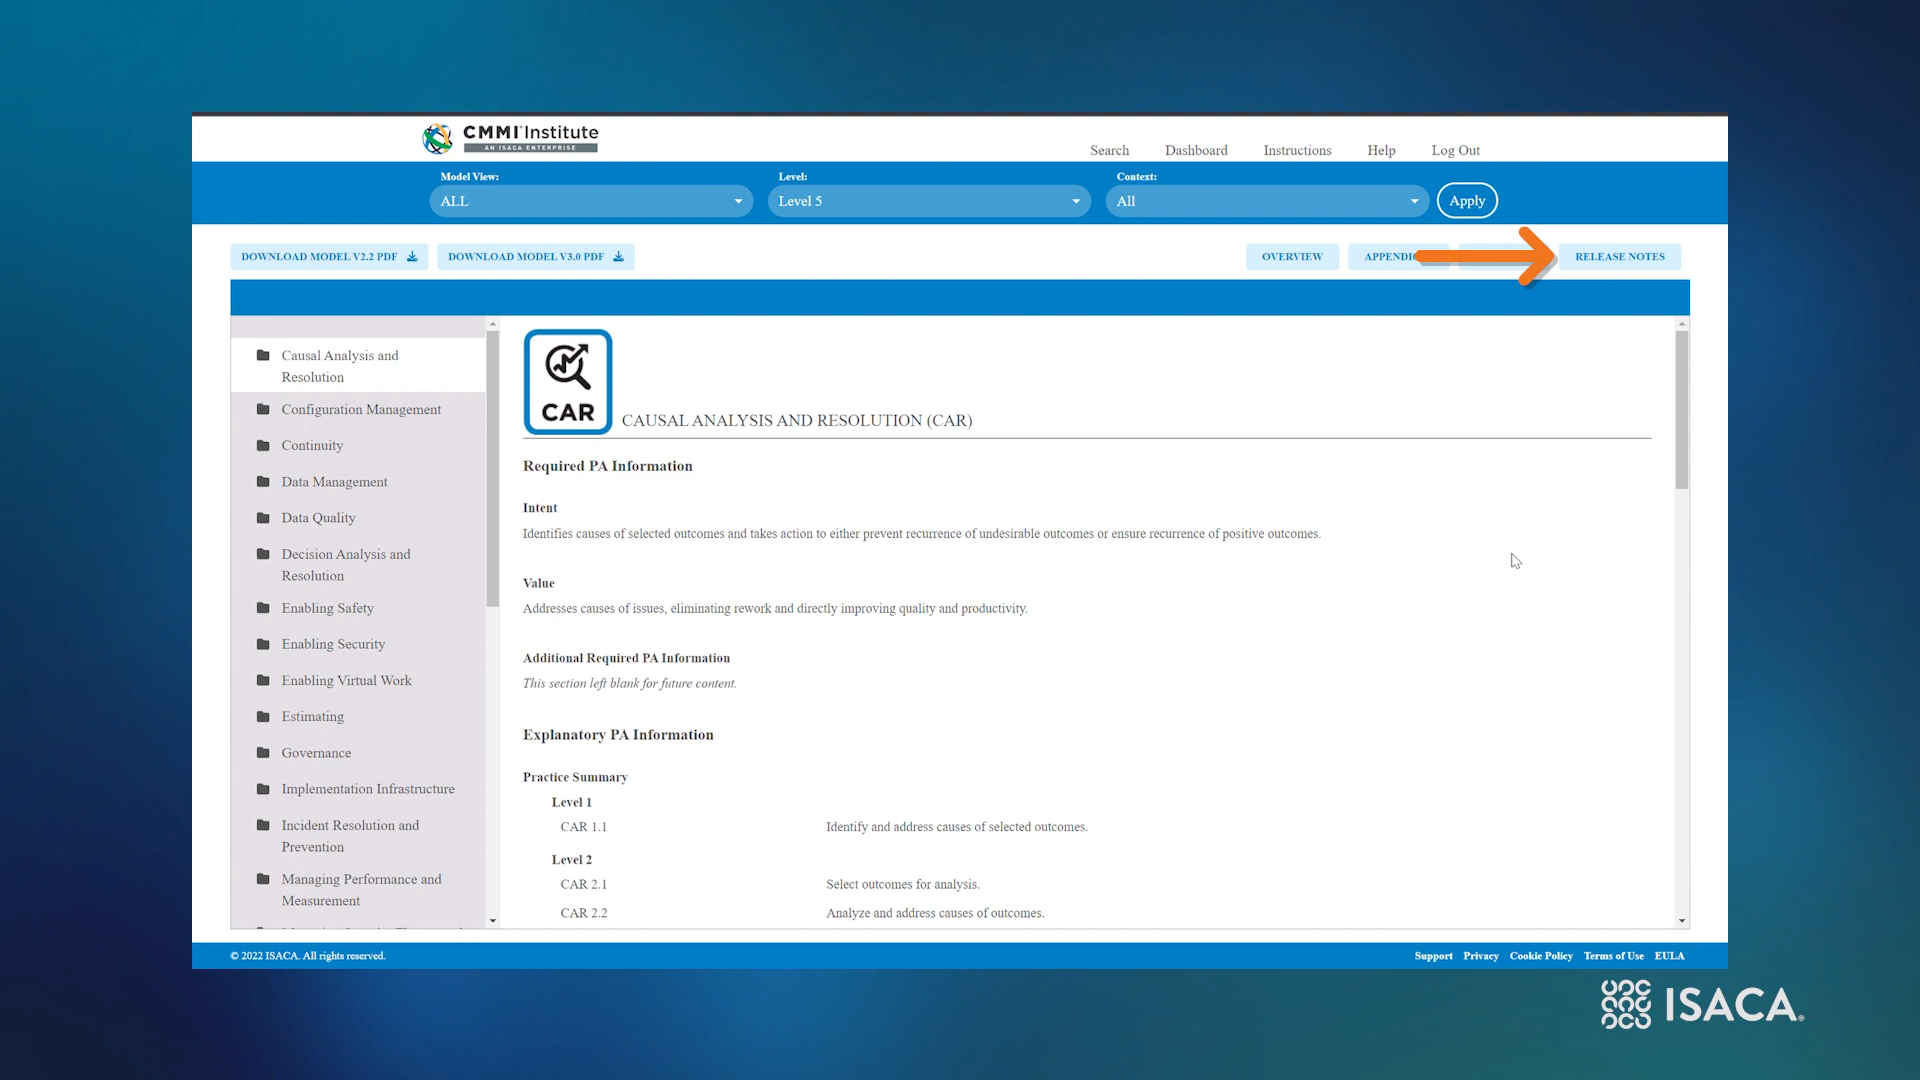 CMMI Institute
AN ISACA ENTERPRISE
Search
Dashboard
Instructions
Help
Log Out
Model View:
ALL
Level:
Level 5
Context:
All
Apply
DOWNLOAD MODEL V2.2 PDF
DOWNLOAD MODEL V3.0 PDF
OVERVIEW
RELEASE NOTES
Causal Analysis and
Resolution
Configuration Management
Continuity
Data Management
Data Quality
Decision Analysis and
Resolution
Enabling Safety
Enabling Security
Enabling Virtual Work
Estimating
Governance
Implementation Infrastructure
Incident Resolution and
Prevention
Managing Performance and
Measurement
CAR
CAUSAL ANALYSIS AND RESOLUTION (CAR)
Required PA Information
Intent
Identifies causes of selected outcomes and takes action to either prevent recurrence of undesirable outcomes or ensure recurrence of positive outcomes.
Value
Addresses causes of issues, eliminating rework and directly improving quality and productivity.
Additional Required PA Information
This section left blank for future content.
Explanatory PA Information
Practice Summary
Level 1
CAR 1.1 Identify and address causes of selected outcomes.
Level 2
CAR 2.1 Select outcomes for analysis.
CAR 2.2 Analyze and address causes of outcomes.
© 2022 ISACA. All rights reserved.
Support Privacy Cookie Policy Terms of Use EULA
ISACA®